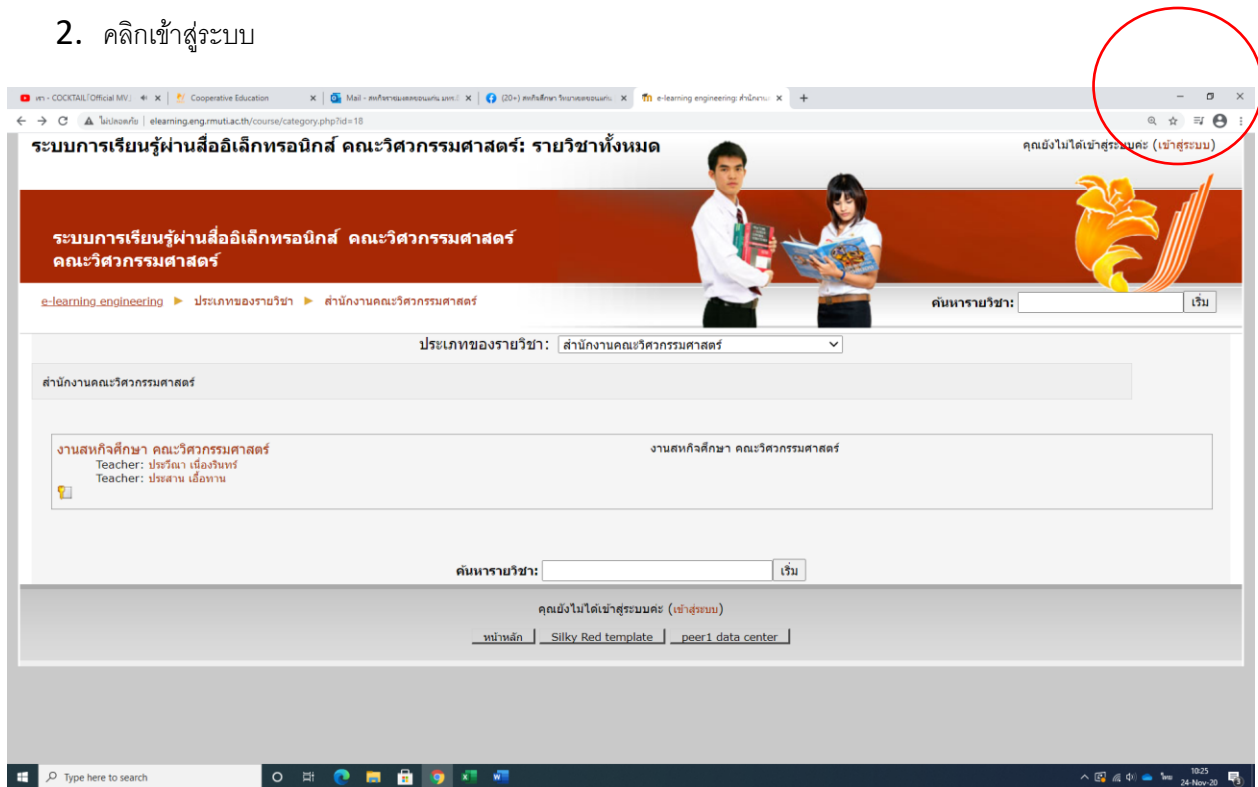 2. คลิกเข้าสู่ระบบ
เรา - COCKTAIL「Official MV」
Cooperative Education
Mail -
(20+)
e-learning engineering: สำนักงาน
ไม่ปลอดภัย | elearning.eng.rmuti.ac.th/course/category.php?id=18
ระบบการเรียนรู้ผ่านสื่ออิเล็กทรอนิกส์ คณะวิศวกรรมศาสตร์: รายวิชาทั้งหมด
คุณยังไม่ได้เข้าสู่ระบบค่ะ (เข้าสู่ระบบ)
ระบบการเรียนรู้ผ่านสื่ออิเล็กทรอนิกส์ คณะวิศวกรรมศาสตร์
คณะวิศวกรรมศาสตร์
e-learning engineering ► ประเภทของรายวิชา ► สำนักงานคณะวิศวกรรมศาสตร์
ค้นหารายวิชา: เริ่ม
ประเภทของรายวิชา: สำนักงานคณะวิศวกรรมศาสตร์
สำนักงานคณะวิศวกรรมศาสตร์
งานสหกิจศึกษา คณะวิศวกรรมศาสตร์
งานสหกิจศึกษา คณะวิศวกรรมศาสตร์
Teacher: ประวีณา เนื่องรินทร์
Teacher: ประสาน เอื้อทาน
ค้นหารายวิชา: เริ่ม
คุณยังไม่ได้เข้าสู่ระบบค่ะ (เข้าสู่ระบบ)
หน้าหลัก Silky Red template peer1 data center
Type here to search
ไทย
10:25
24-Nov-20
3